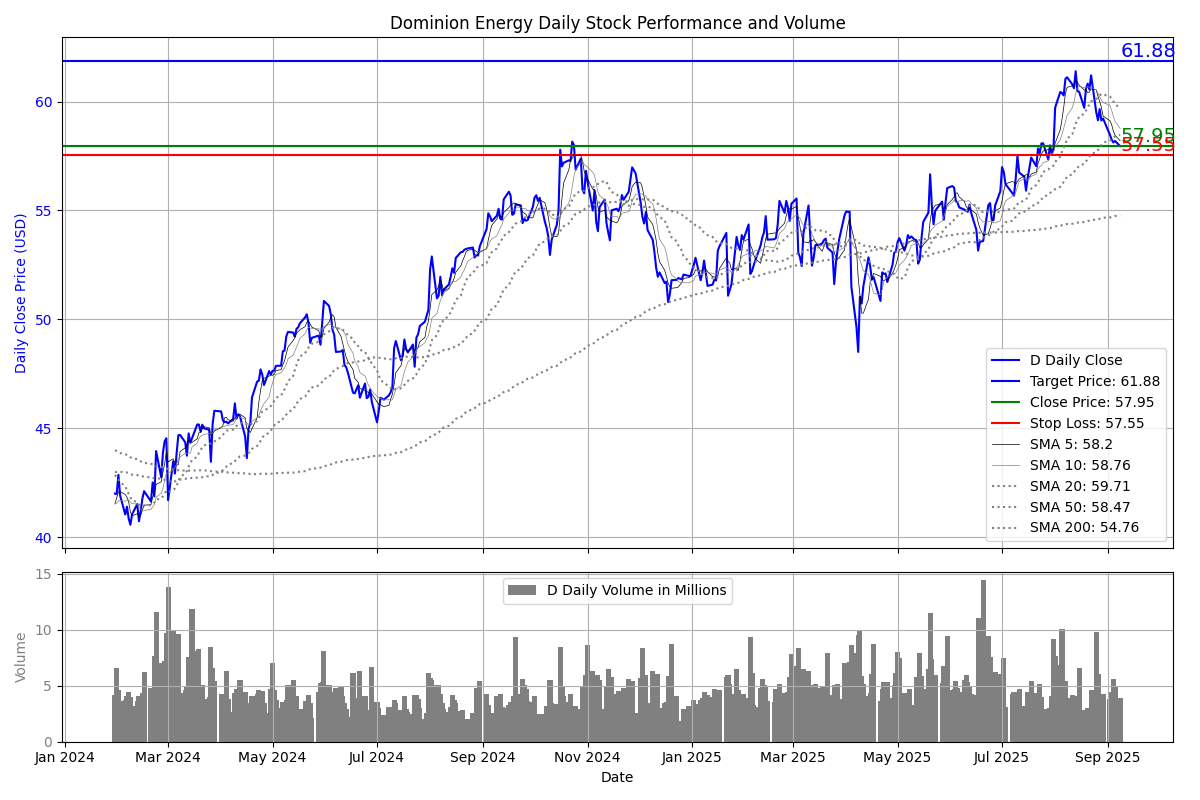 Dominion Energy Daily Stock Performance and Volume
61.88
57.95
57.55
Daily Close Price (USD)
60
55
50
45
40
D Daily Close
Target Price: 61.88
Close Price: 57.95
Stop Loss: 57.55
SMA 5: 58.2
SMA 10: 58.76
SMA 20: 59.71
SMA 50: 58.47
SMA 200: 54.76
Volume
15
10
5
0
D Daily Volume in Millions
Jan 2024 Mar 2024 May 2024 Jul 2024 Sep 2024 Nov 2024 Jan 2025 Mar 2025 May 2025 Jul 2025 Sep 2025
Date